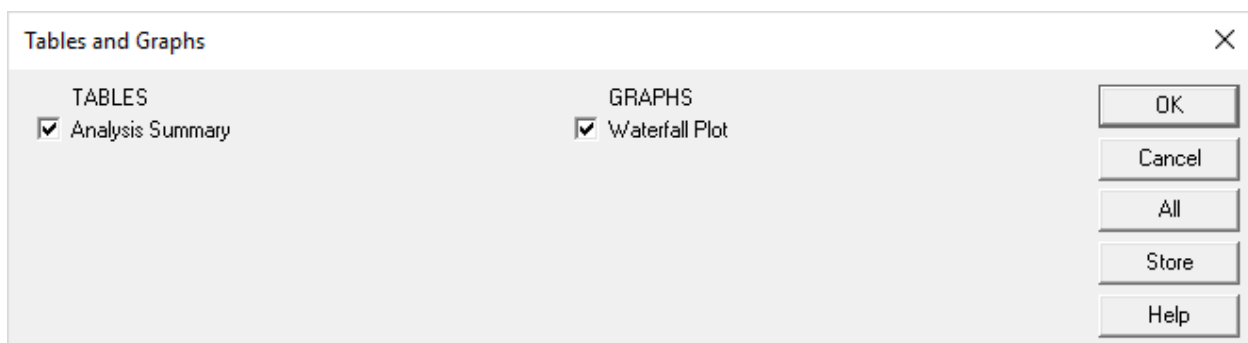 Tables and Graphs
TABLES
Analysis Summary
GRAPHS
Waterfall Plot
OK
Cancel
All
Store
Help